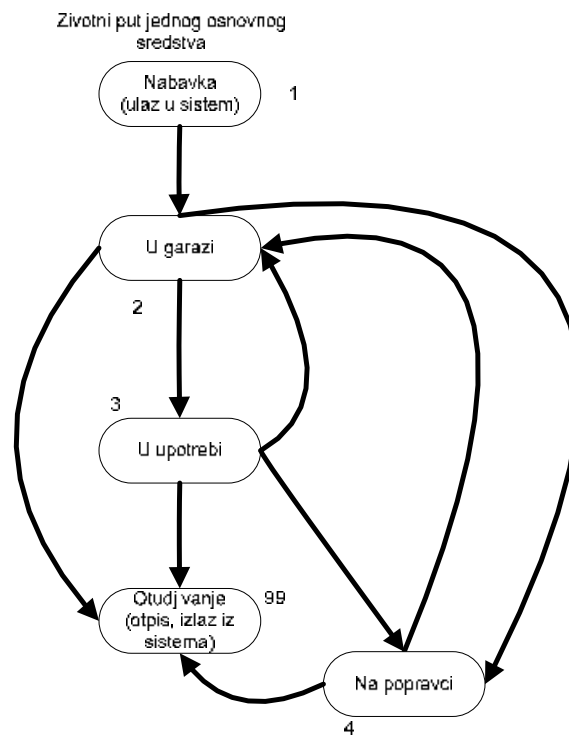 Zivotni put jednog osnovnog
sredstva
Nabavka
(ulaz u sistem)
1
U garazi
2
3
U upotrebi
Otudj vanje
(otpis, izlaz iz
sistema)
99
Na popravci
4